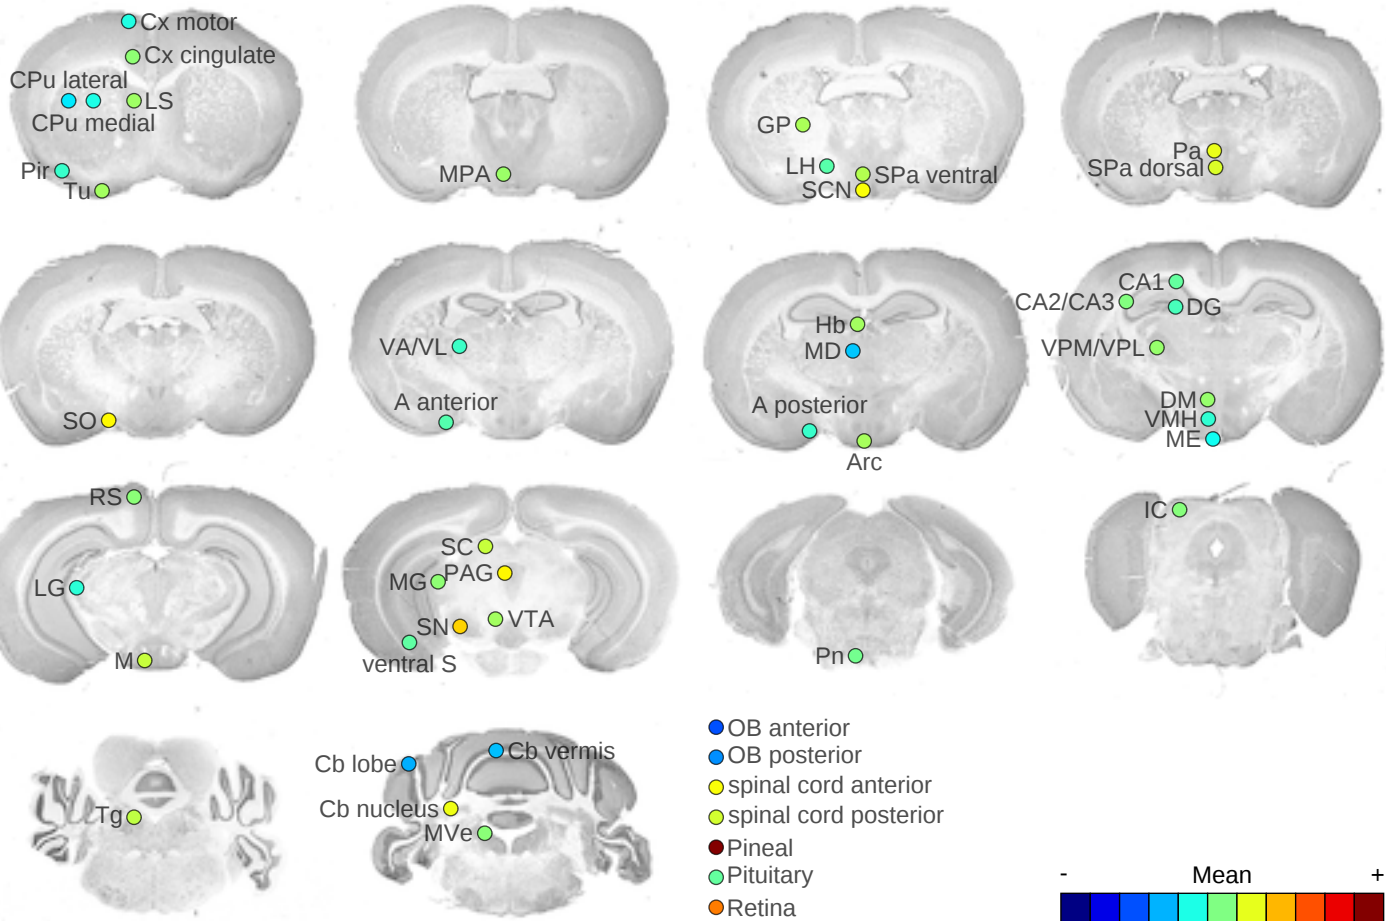 Cx motor
Cx cingulate
CPu lateral
LS
CPu medial
Pir
Tu
MPA
GP
LH
SPa ventral
SCN
Pa
SPa dorsal
SO
VA/VL
A anterior
Hb
MD
A posterior
Arc
CA1
CA2/CA3
DG
VPM/VPL
DM
VMH
ME
RS
LG
M
SC
PAG
MG
VTA
SN
ventral S
Pn
IC
Tg
Cb lobe
Cb vermis
Cb nucleus
MVe
OB anterior
OB posterior
spinal cord anterior
spinal cord posterior
Pineal
Pituitary
Retina
- Mean +